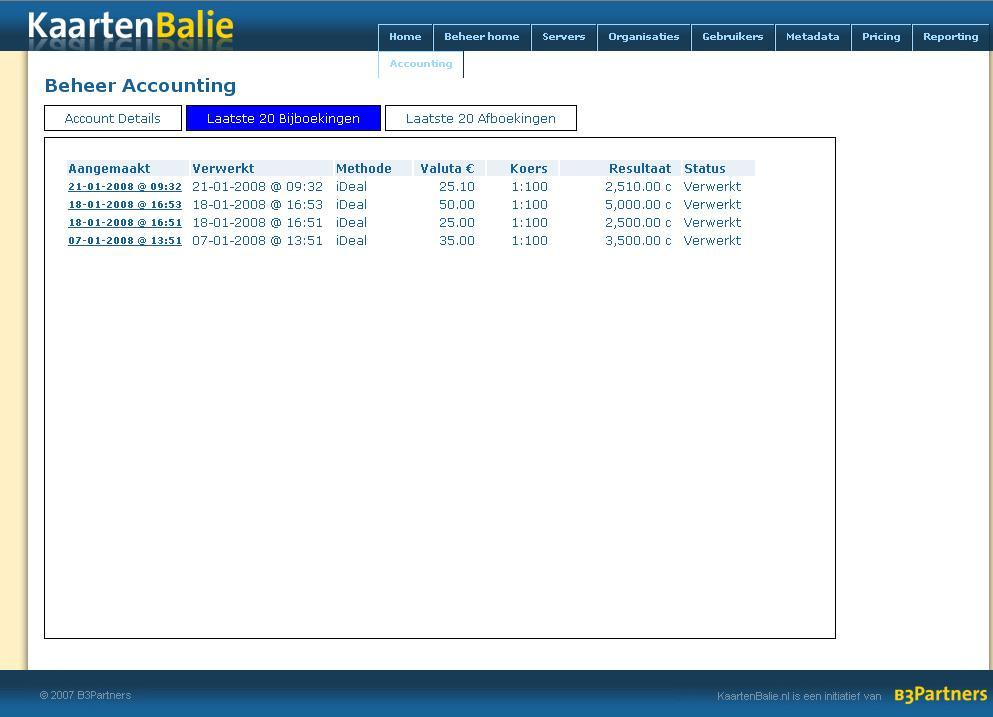 KaartenBalie
Home Beheer home Servers Organisaties Gebruikers Metadata Pricing Reporting
Accounting
Beheer Accounting
Account Details Laatste 20 Bijboekingen Laatste 20 Afboekingen
Aangemaakt Verwerkt Methode Valuta € Koers Resultaat Status
21-01-2008 @ 09:32 21-01-2008 @ 09:32 iDeal 25.10 1:100 2,510.00 c Verwerkt
18-01-2008 @ 16:53 18-01-2008 @ 16:53 iDeal 50.00 1:100 5,000.00 c Verwerkt
18-01-2008 @ 16:51 18-01-2008 @ 16:51 iDeal 25.00 1:100 2,500.00 c Verwerkt
07-01-2008 @ 13:51 07-01-2008 @ 13:51 iDeal 35.00 1:100 3,500.00 c Verwerkt
© 2007 B3Partners KaartenBalie.nl is een initiatief van B3Partners